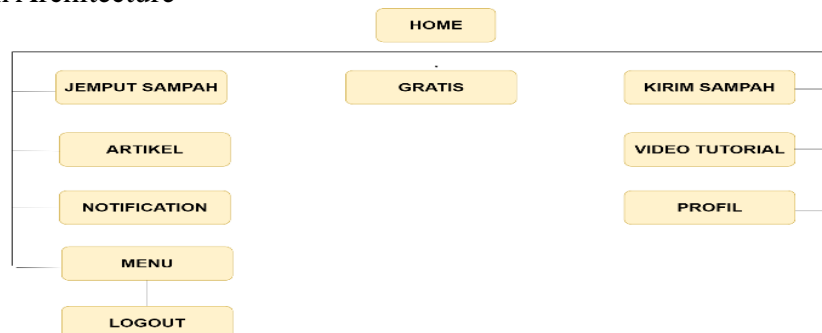 Architecture
HOME
JEMPUT SAMPAH
GRATIS
KIRIM SAMPAH
ARTIKEL
VIDEO TUTORIAL
NOTIFICATION
PROFIL
MENU
LOGOUT